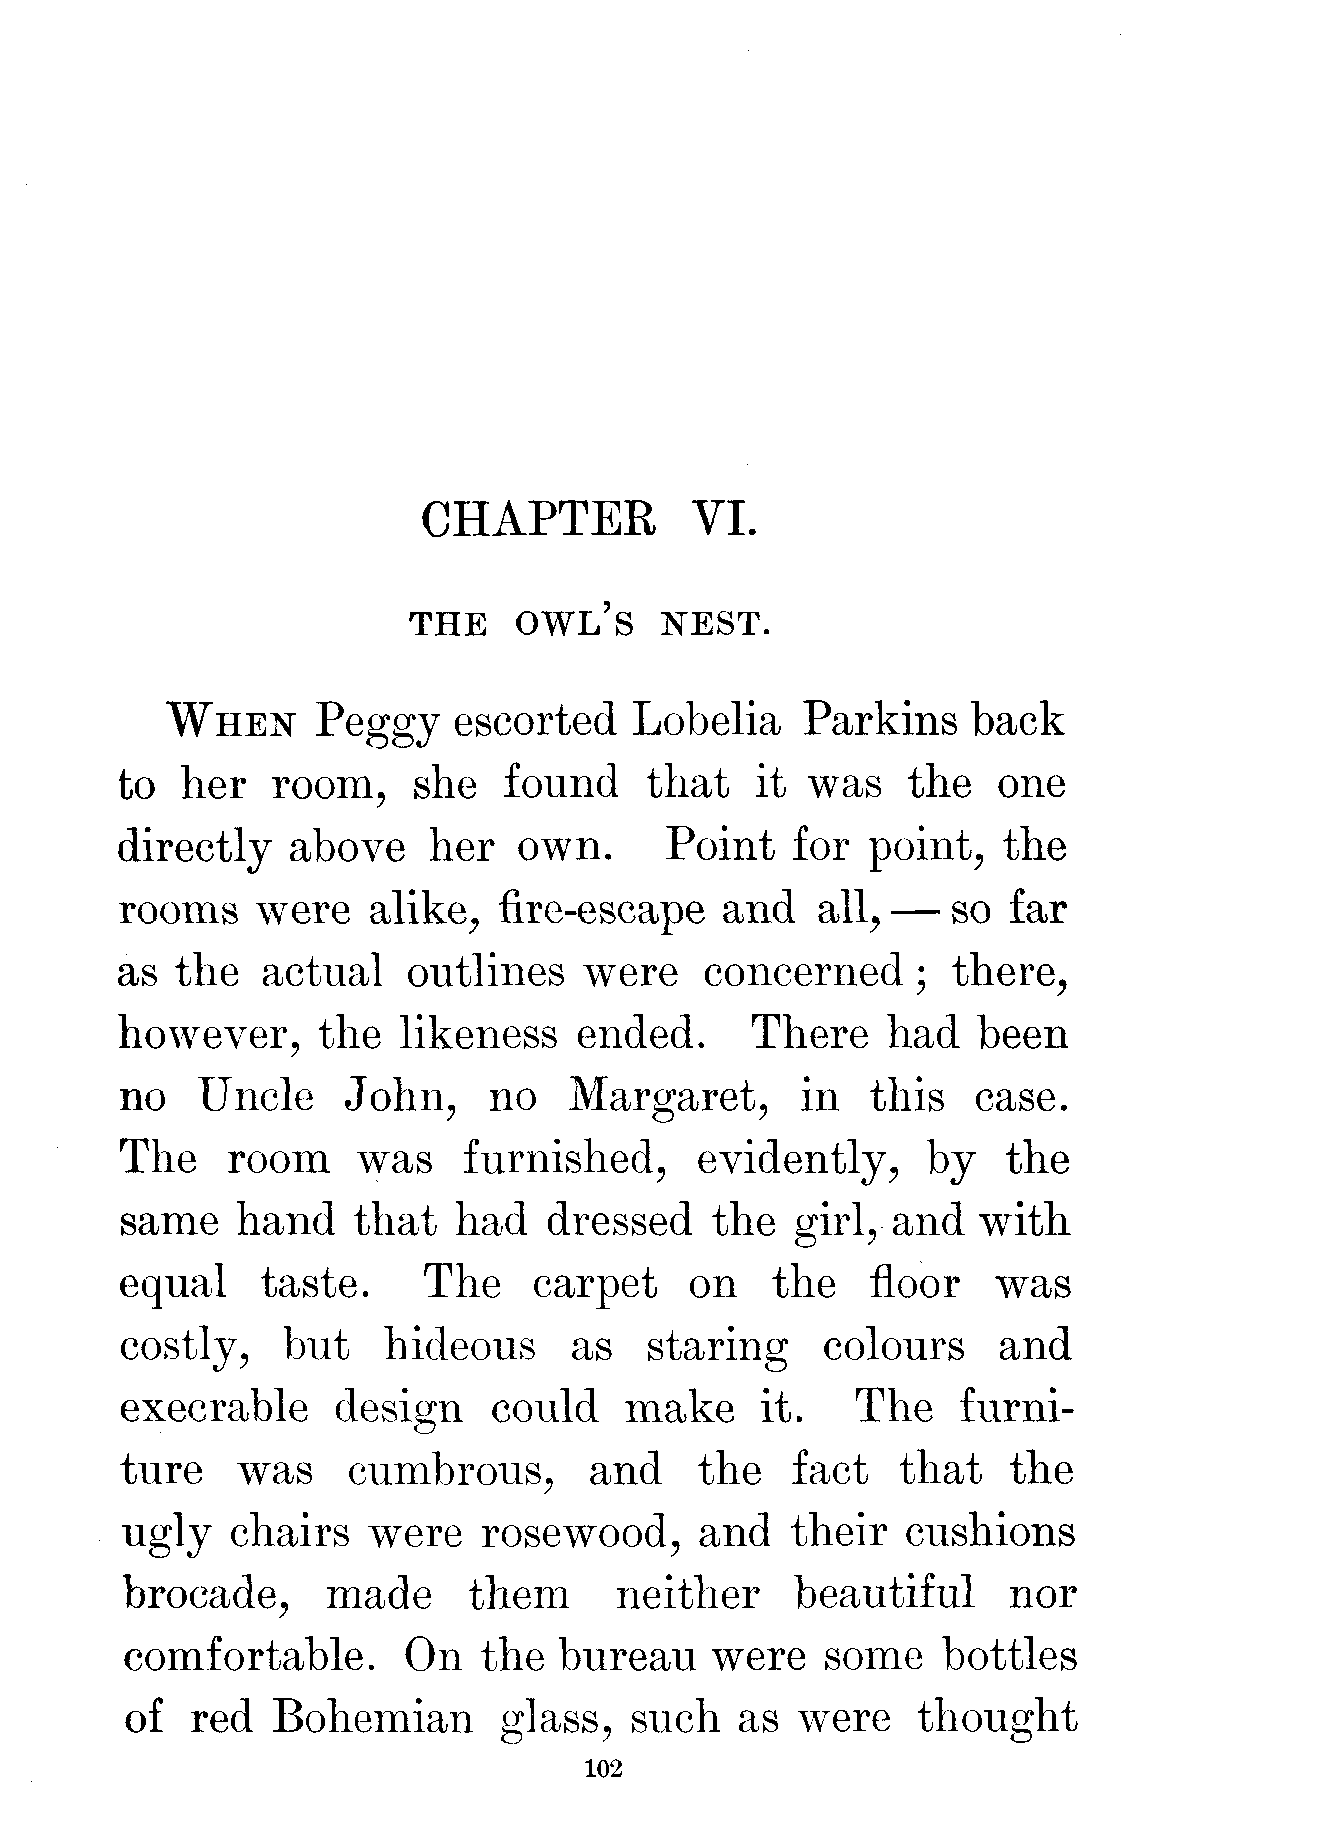 CHAPTER VI.
THE OWL'S NEST.
WHEN Peggy escorted Lobelia Parkins back
to her room, she found that it was the one
directly above her own. Point for point, the
rooms were alike, fire-escape and all, — so far
as the actual outlines were concerned ; there,
however, the likeness ended. There had been
no Uncle John, no Margaret, in this case.
The room was furnished, evidently, by the
same hand that had dressed the girl, and with
equal taste. The carpet on the floor was
costly, but hideous as staring colours and
execrable design could make it. The furni-
ture was cumbrous, and the fact that the
ugly chairs were rosewood, and their cushions
brocade, made them neither beautiful nor
comfortable. On the bureau were some bottles
of red Bohemian glass, such as were thought
102